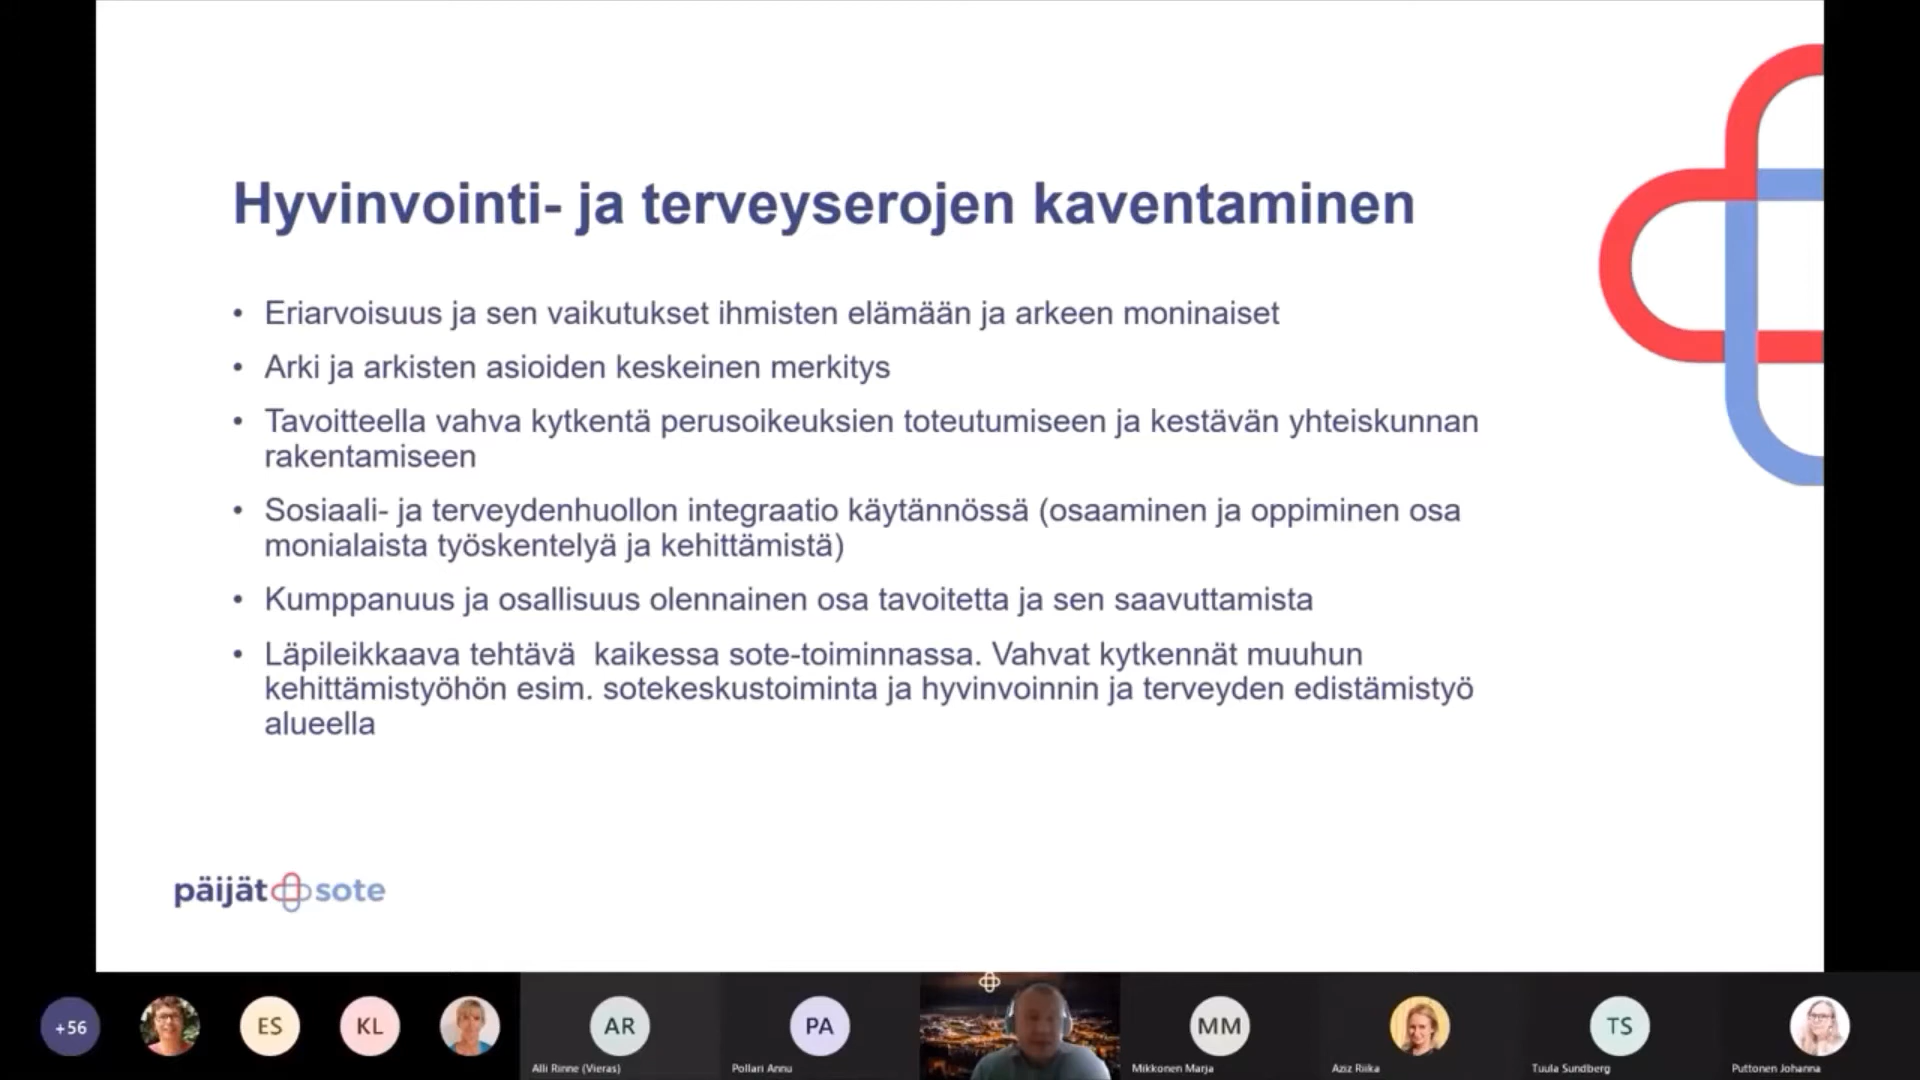 Hyvinvointi- ja terveyserojen kaventaminen
• Eriarvoisuus ja sen vaikutukset ihmisten elämään ja arkeen moninaiset
• Arki ja arkisten asioiden keskeinen merkitys
• Tavoitteella vahva kytkentä perusoikeuksien toteutumiseen ja kestävän yhteiskunnan
rakentamiseen
• Sosiaali- ja terveydenhuollon integraatio käytännössä (osaaminen ja oppiminen osa
monialaista työskentelyä ja kehittämistä)
• Kumppanuus ja osallisuus olennainen osa tavoitetta ja sen saavuttamista
• Läpileikkaava tehtävä  kaikessa sote-toiminnassa. Vahvat kytkennät muuhun
kehittämistyöhön esim. sotekeskustoiminta ja hyvinvoinnin ja terveyden edistämistyö
alueella
päijät sote
+56 ES KL AR PA MM TS
Alli Rinne (Vieras) Pollari Annu Mikkonen Marja Aziz Riika Tuula Sundberg Puttonen Johanna